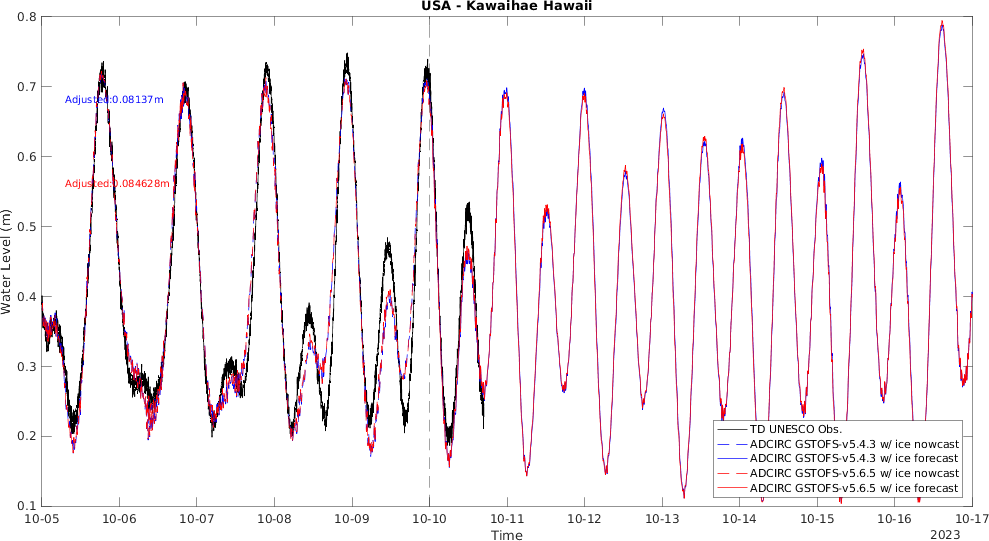 USA - Kawaihae Hawaii
0.8
0.7
Adjusted:0.08137m
0.6
Adjusted:0.084628m
0.5
Water Level (m)
0.4
0.3
0.2
TD UNESCO Obs.
ADCIRC GSTOFS-v5.4.3 w/ ice nowcast
ADCIRC GSTOFS-v5.4.3 w/ ice forecast
ADCIRC GSTOFS-v5.6.5 w/ ice nowcast
ADCIRC GSTOFS-v5.6.5 w/ ice forecast
0.1
10-05 10-06 10-07 10-08 10-09 10-10 10-11 10-12 10-13 10-14 10-15 10-16 10-17
Time
2023